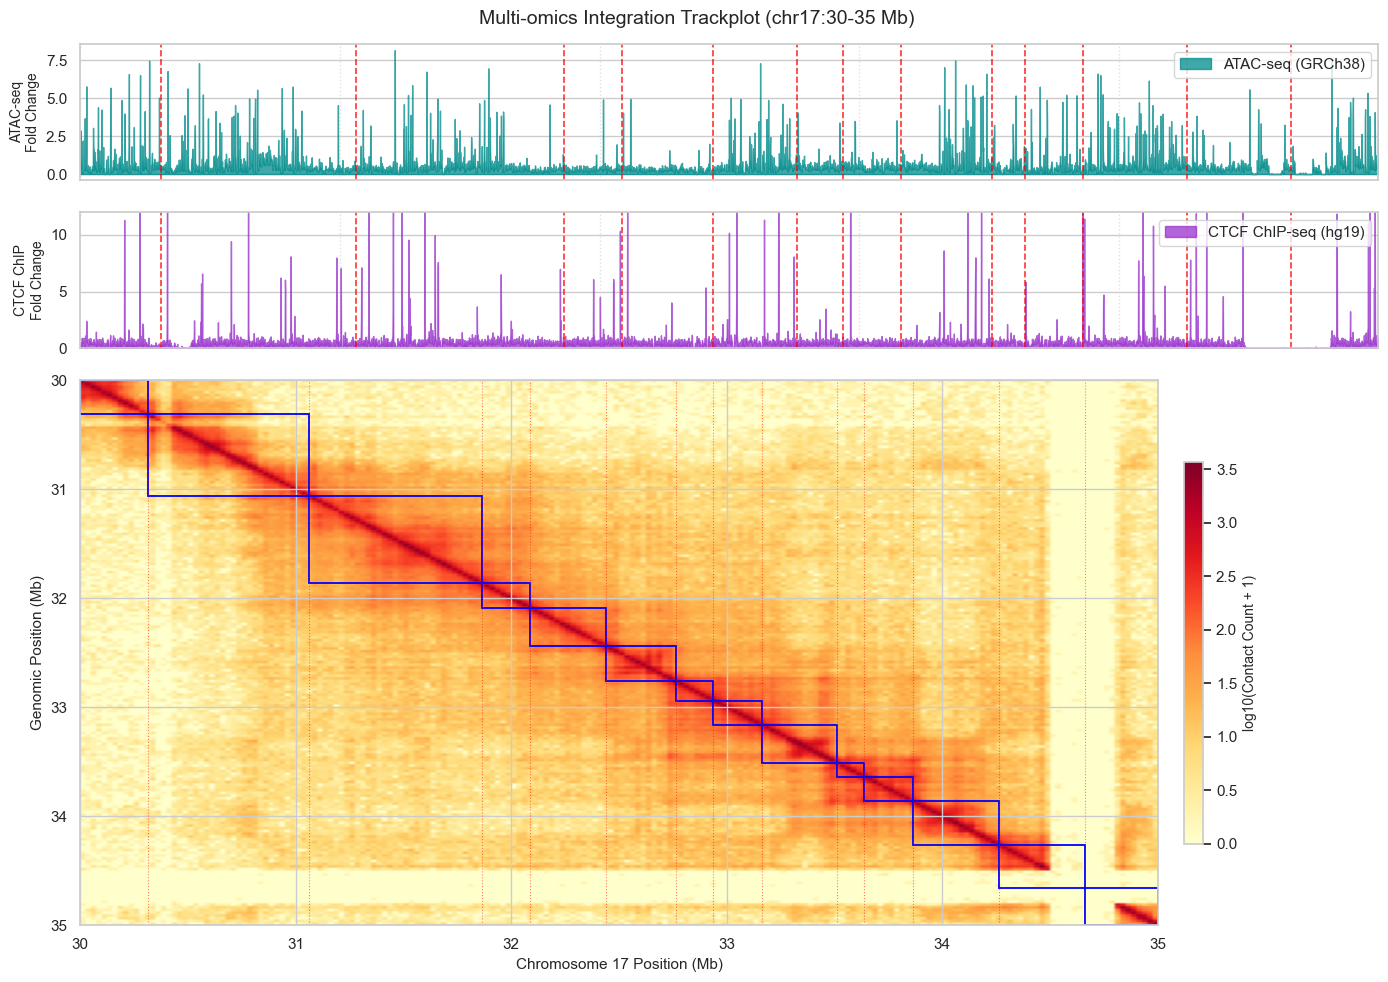 Multi-omics Integration Trackplot (chr17:30-35 Mb)
ATAC-seq
Fold Change
7.5
5.0
2.5
0.0
ATAC-seq (GRCh38)
CTCF ChIP
Fold Change
10
5
0
CTCF ChIP-seq (hg19)
Genomic Position (Mb)
30
31
32
33
34
35
30 31 32 33 34 35
Chromosome 17 Position (Mb)
3.5
3.0
2.5
2.0
1.5
1.0
0.5
0.0
log10(Contact Count + 1)